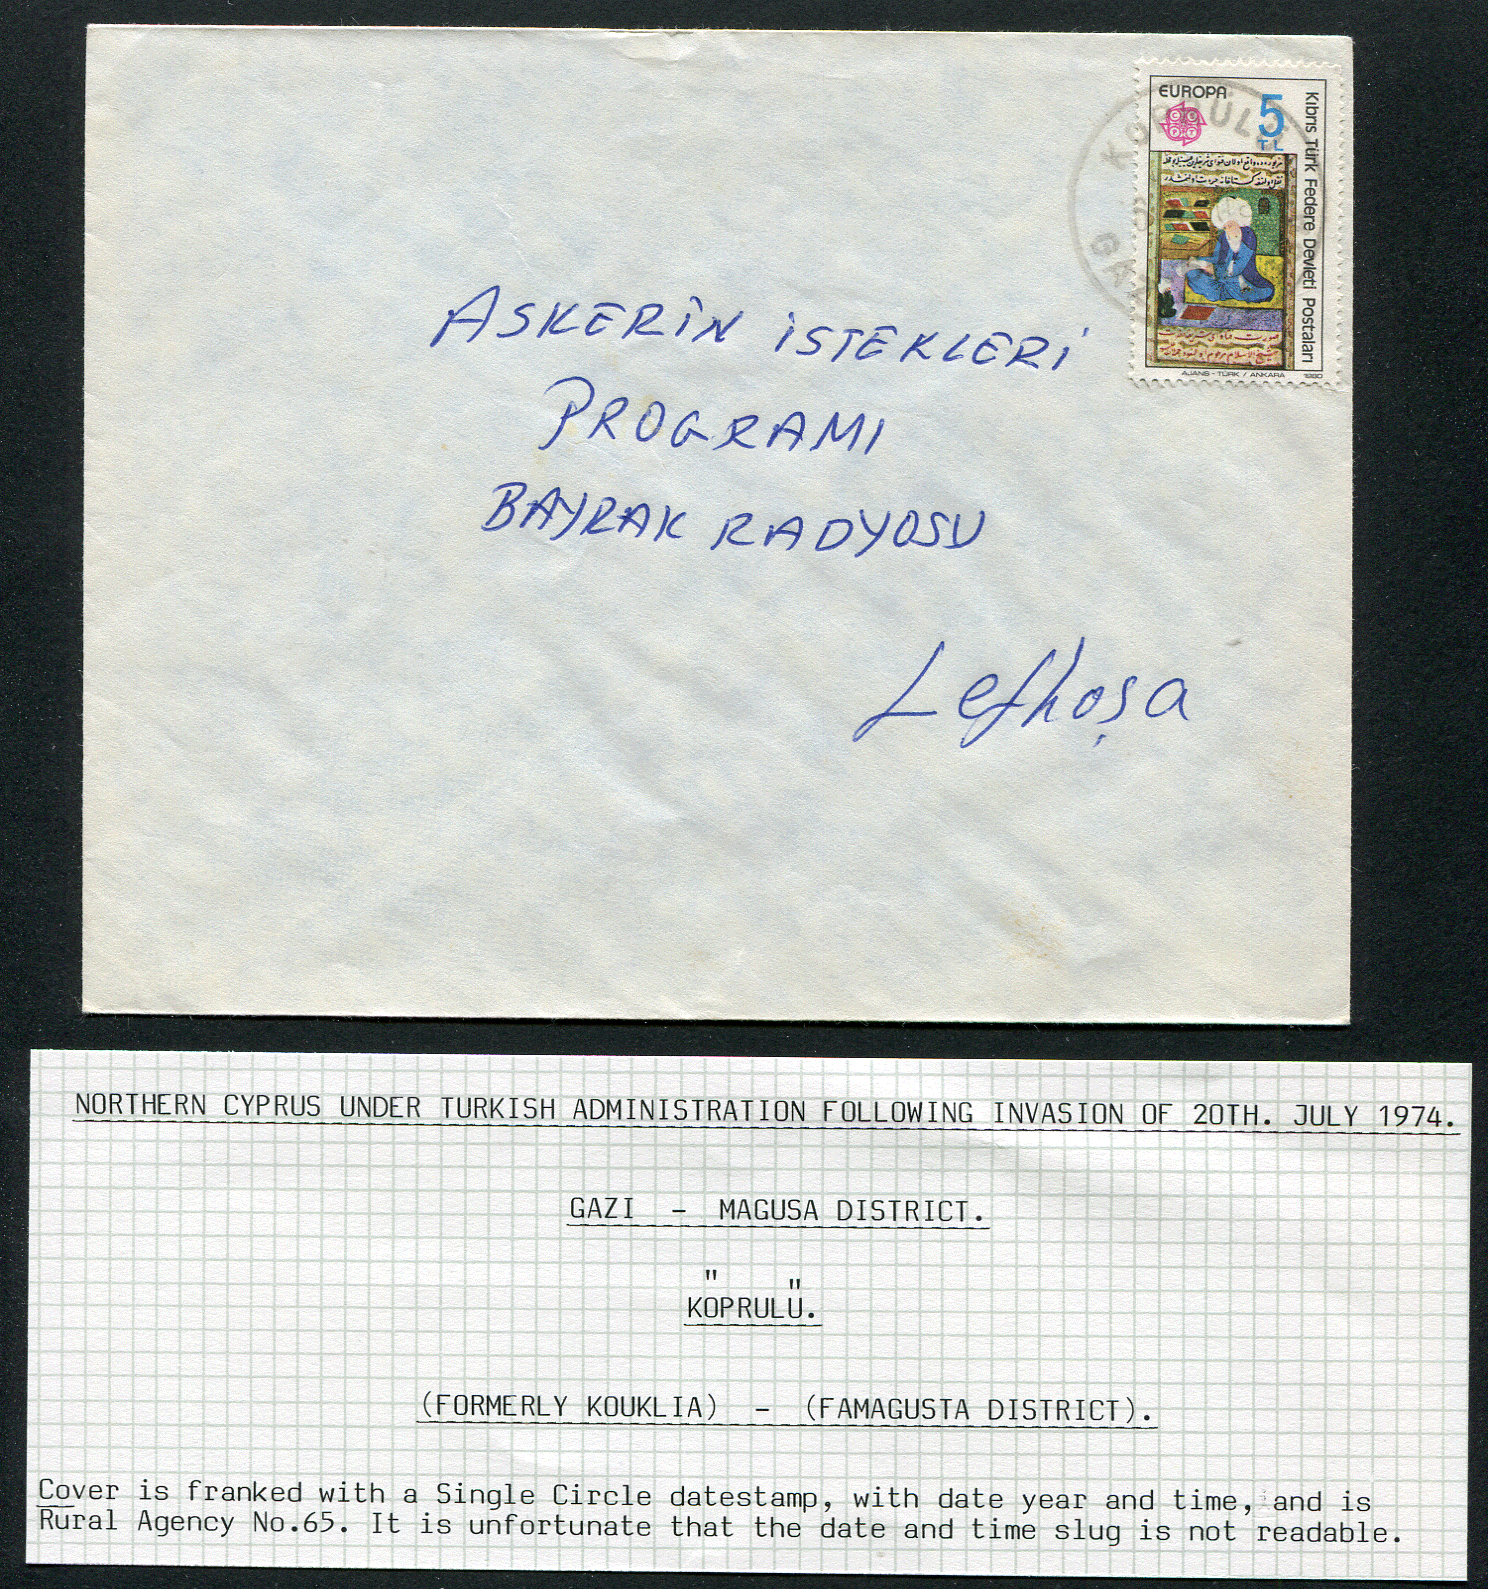 EUROPA
5
TL
Kıbrıs Türk Federe Devleti Postaları
KÖPRÜLÜ
AJANS - TÜRK / ANKARA 1980
ASKERİN İSTEKLERİ
PROGRAMI
BAYRAK RADYOSU
Lefkoşa
NORTHERN CYPRUS UNDER TURKISH ADMINISTRATION FOLLOWING INVASION OF 20TH. JULY 1974.
GAZI - MAGUSA DISTRICT.
" "
KOPRULU.
(FORMERLY KOUKLIA) - (FAMAGUSTA DISTRICT).
Cover is franked with a Single Circle datestamp, with date year and time, and is
Rural Agency No.65. It is unfortunate that the date and time slug is not readable.